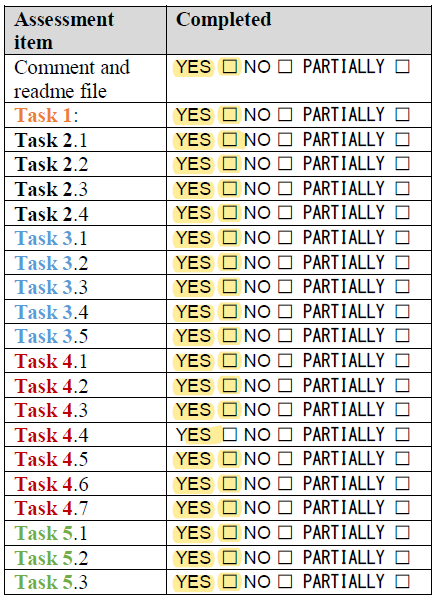 Assessment item Completed
Comment and readme file YES ☐ NO ☐ PARTIALLY ☐
Task 1: YES ☐ NO ☐ PARTIALLY ☐
Task 2.1 YES ☐ NO ☐ PARTIALLY ☐
Task 2.2 YES ☐ NO ☐ PARTIALLY ☐
Task 2.3 YES ☐ NO ☐ PARTIALLY ☐
Task 2.4 YES ☐ NO ☐ PARTIALLY ☐
Task 3.1 YES ☐ NO ☐ PARTIALLY ☐
Task 3.2 YES ☐ NO ☐ PARTIALLY ☐
Task 3.3 YES ☐ NO ☐ PARTIALLY ☐
Task 3.4 YES ☐ NO ☐ PARTIALLY ☐
Task 3.5 YES ☐ NO ☐ PARTIALLY ☐
Task 4.1 YES ☐ NO ☐ PARTIALLY ☐
Task 4.2 YES ☐ NO ☐ PARTIALLY ☐
Task 4.3 YES ☐ NO ☐ PARTIALLY ☐
Task 4.4 YES ☐ NO ☐ PARTIALLY ☐
Task 4.5 YES ☐ NO ☐ PARTIALLY ☐
Task 4.6 YES ☐ NO ☐ PARTIALLY ☐
Task 4.7 YES ☐ NO ☐ PARTIALLY ☐
Task 5.1 YES ☐ NO ☐ PARTIALLY ☐
Task 5.2 YES ☐ NO ☐ PARTIALLY ☐
Task 5.3 YES ☐ NO ☐ PARTIALLY ☐